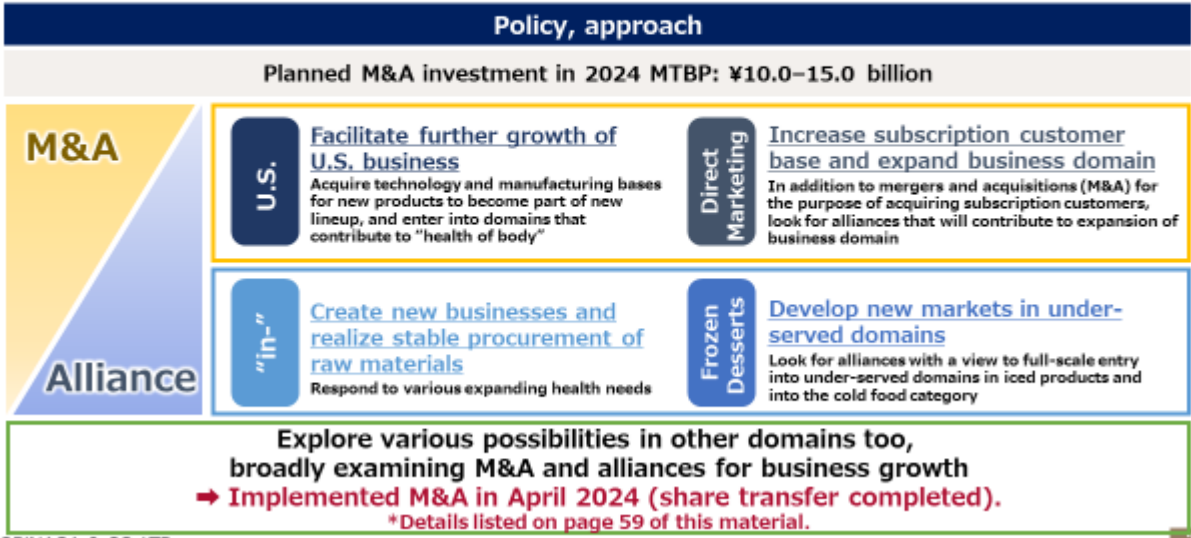 Policy, approach
Planned M&A investment in 2024 MTBP: ¥10.0–15.0 billion
M&A
Alliance
U.S.
Facilitate further growth of
U.S. business
Acquire technology and manufacturing bases
for new products to become part of new
lineup, and enter into domains that
contribute to "health of body"
Direct
Marketing
Increase subscription customer
base and expand business domain
In addition to mergers and acquisitions (M&A) for
the purpose of acquiring subscription customers,
look for alliances that will contribute to expansion of
business domain
"in-"
Create new businesses and
realize stable procurement of
raw materials
Respond to various expanding health needs
Frozen
Desserts
Develop new markets in under-
served domains
Look for alliances with a view to full-scale entry
into under-served domains in iced products and
into the cold food category
Explore various possibilities in other domains too,
broadly examining M&A and alliances for business growth
➡ Implemented M&A in April 2024 (share transfer completed).
*Details listed on page 59 of this material.